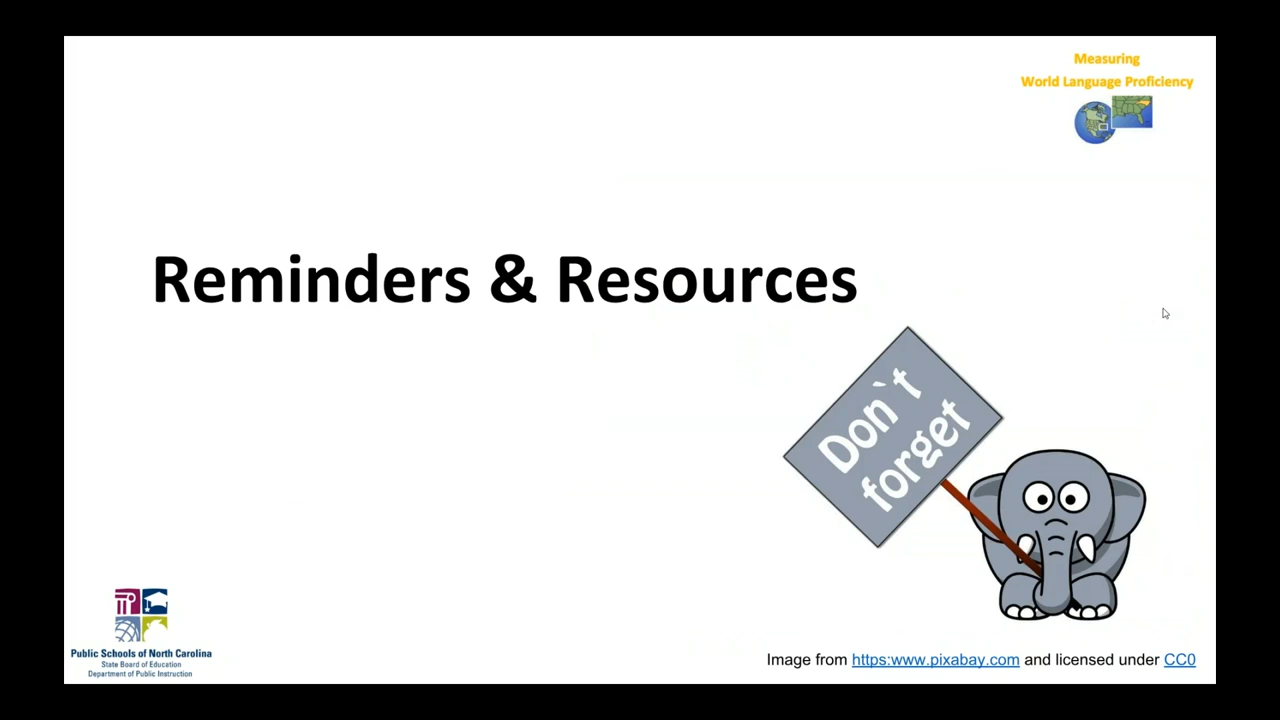 Measuring
World Language Proficiency
Reminders & Resources
Don`t
forget
Public Schools of North Carolina
State Board of Education
Department of Public Instruction
Image from https:www.pixabay.com and licensed under CC0